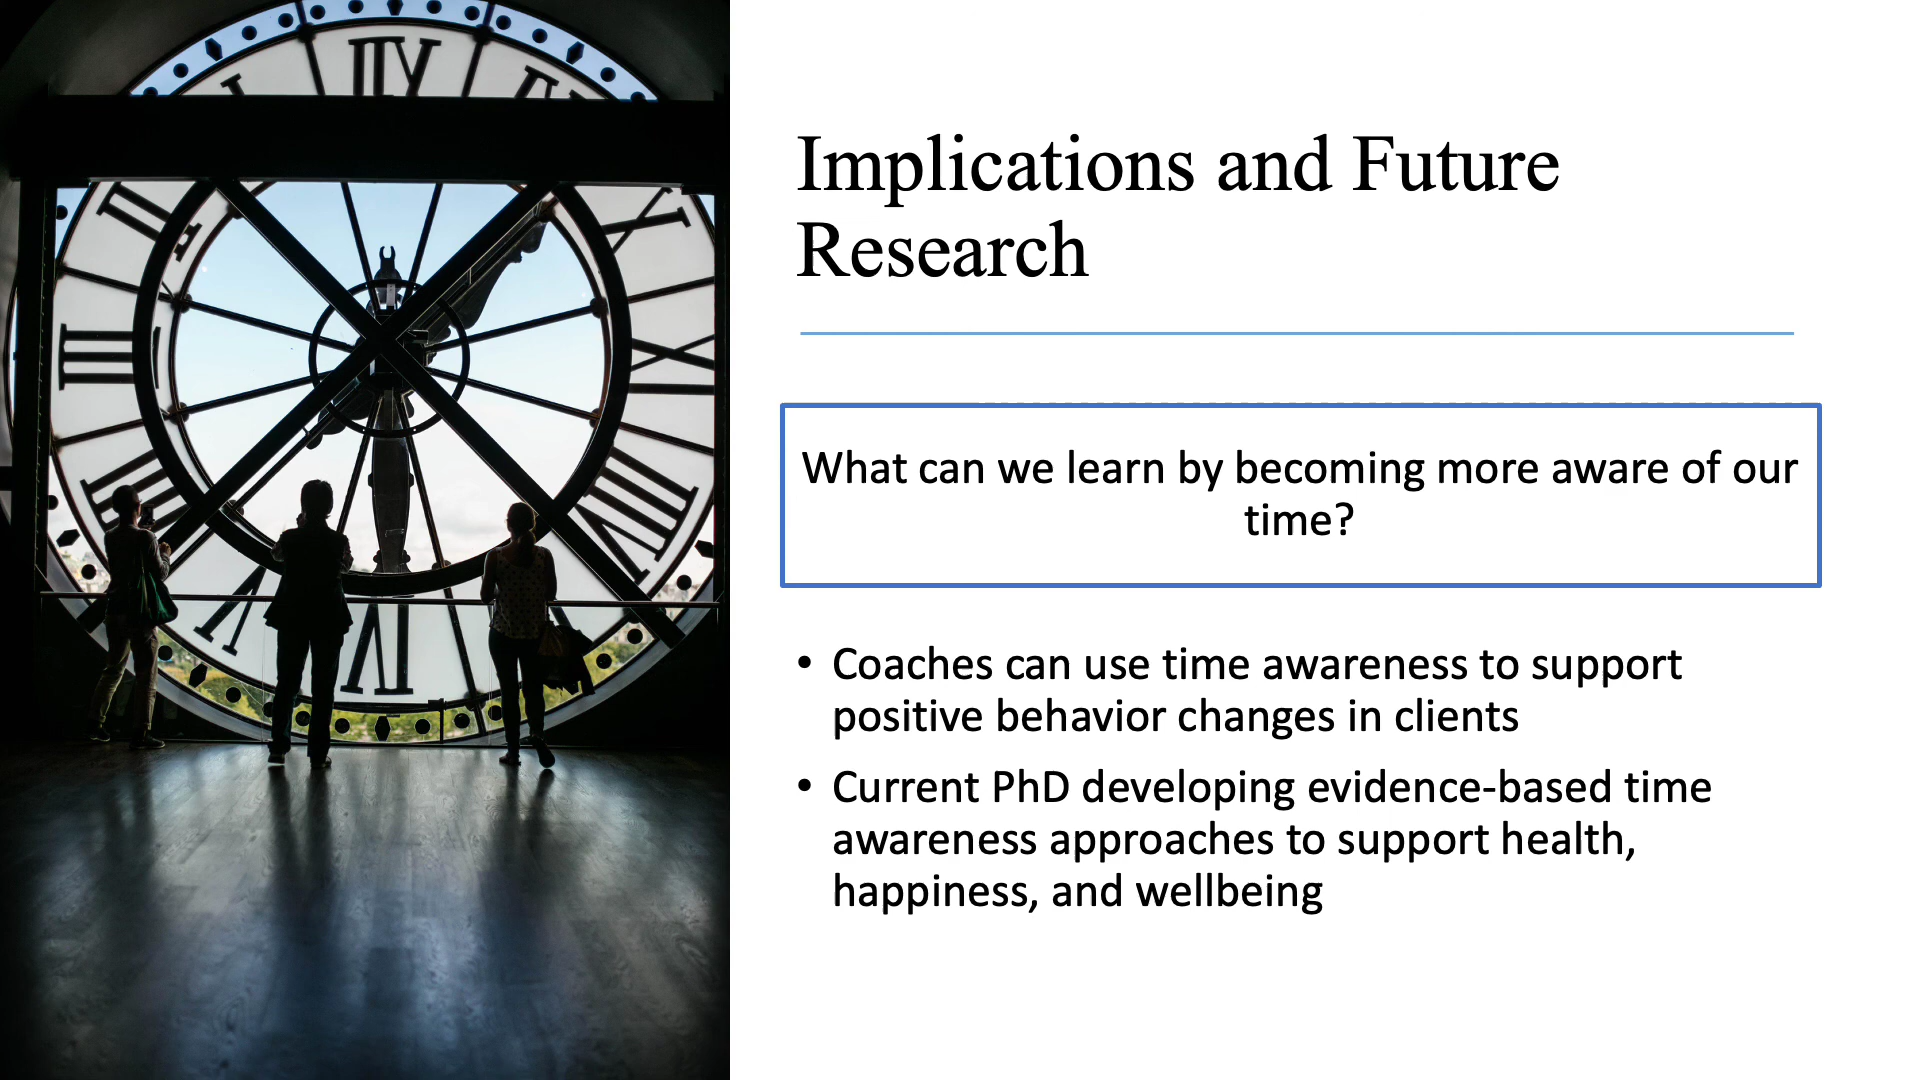 Implications and Future
Research
What can we learn by becoming more aware of our
time?
• Coaches can use time awareness to support
positive behavior changes in clients
• Current PhD developing evidence-based time
awareness approaches to support health,
happiness, and wellbeing